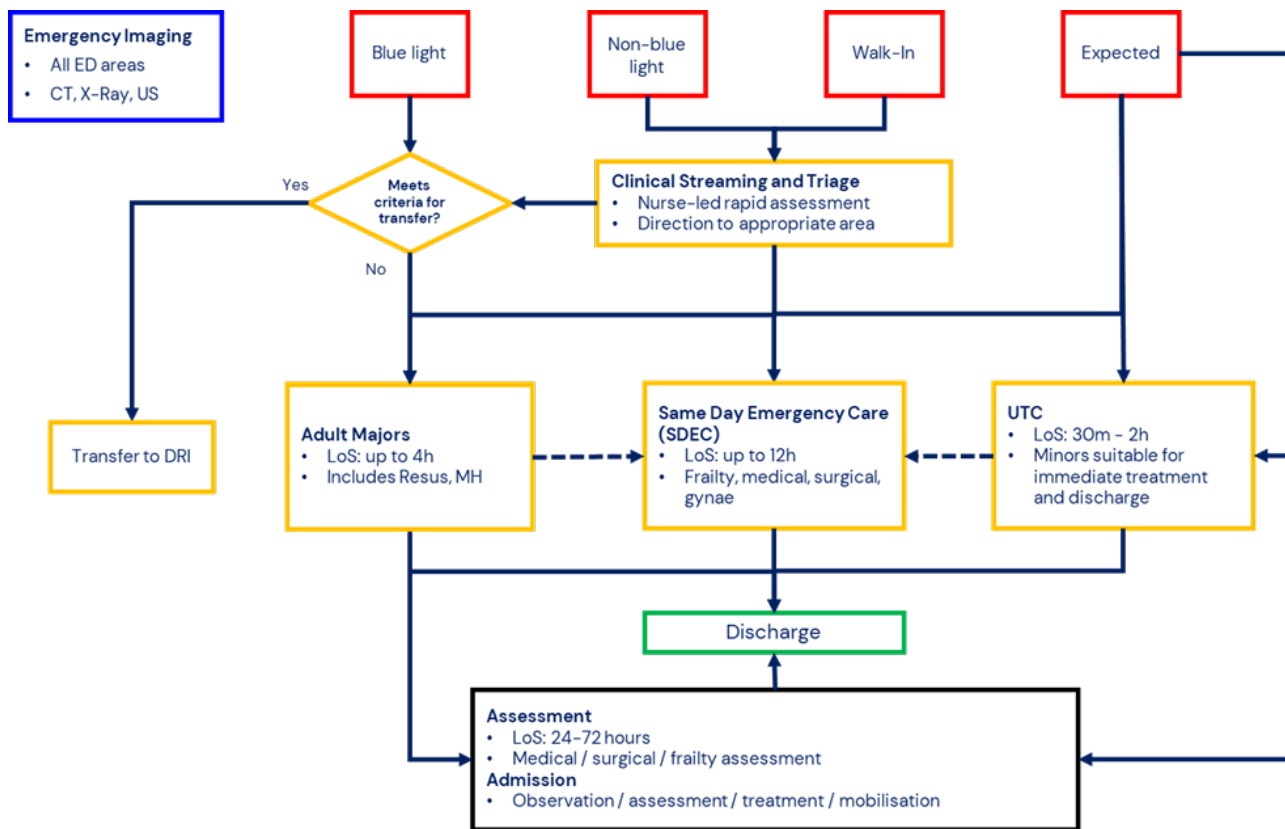 Emergency Imaging
• All ED areas
• CT, X-Ray, US
Blue light
Non-blue
light
Walk-In
Expected
Yes
Meets
criteria for
transfer?
No
Clinical Streaming and Triage
• Nurse-led rapid assessment
• Direction to appropriate area
Transfer to DRI
Adult Majors
• LoS: up to 4h
• Includes Resus, MH
Same Day Emergency Care
(SDEC)
• LoS: up to 12h
• Frailty, medical, surgical,
gynae
UTC
• LoS: 30m - 2h
• Minors suitable for
immediate treatment
and discharge
Discharge
Assessment
• LoS: 24-72 hours
• Medical / surgical / frailty assessment
Admission
• Observation / assessment / treatment / mobilisation